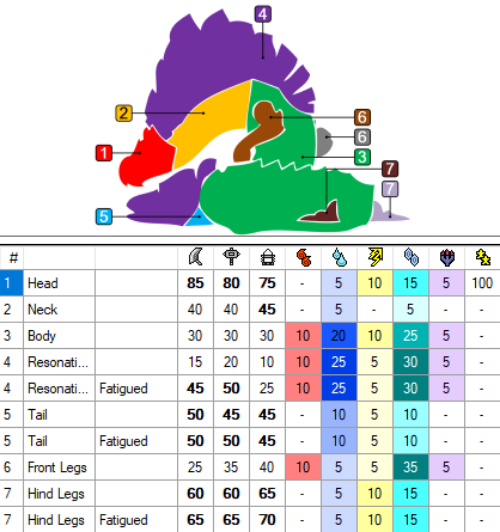 4
2
6
6
1
3
7
7
5
#
1 Head 85 80 75 - 5 10 15 5 100
2 Neck 40 40 45 - 5 - 5 - -
3 Body 30 30 30 10 20 10 25 5 -
4 Resonati... 15 20 10 10 25 5 30 5 -
4 Resonati... Fatigued 45 50 25 10 25 5 30 5 -
5 Tail 50 45 45 - 10 5 10 - -
5 Tail Fatigued 50 50 45 - 10 5 10 - -
6 Front Legs 25 35 40 10 5 5 35 5 -
7 Hind Legs 60 60 65 - 5 10 15 - -
7 Hind Legs Fatigued 65 65 70 - 5 10 15 - -